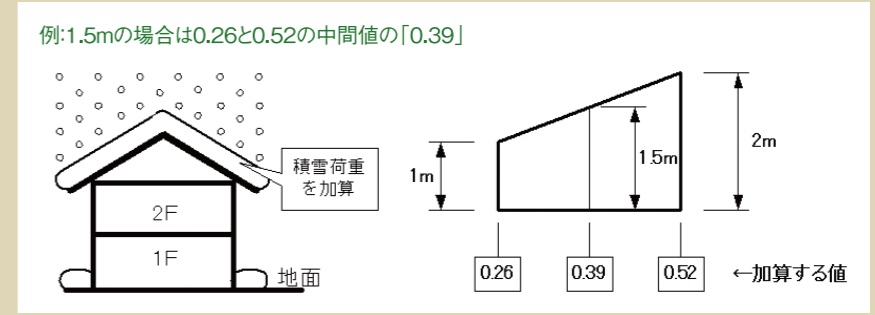 例:1.5mの場合は0.26と0.52の中間値の「0.39」
積雪荷重
を加算
2F
1F
地面
1m
1.5m
2m
0.26
0.39
0.52
←加算する値